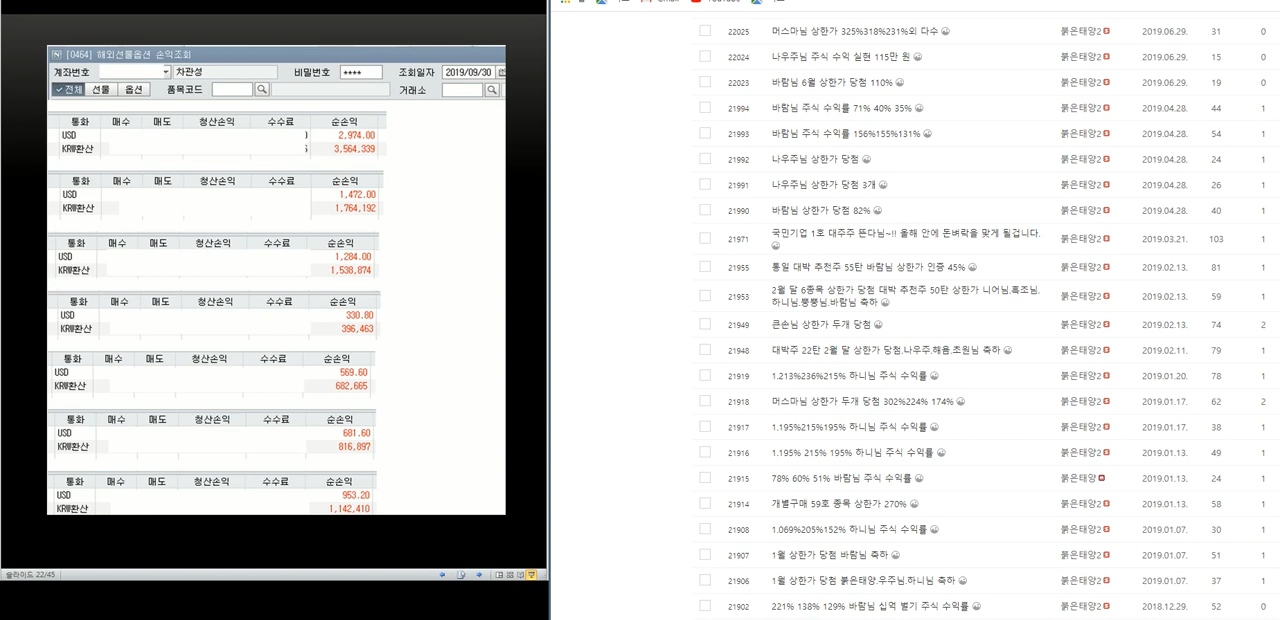 [0464] 해외선물옵션 손익조회
계좌번호 차관성 비밀번호 **** 조회일자 2019/09/30
✓전체 선물 옵션 품목코드 거래소
통화 매수 매도 청산손익 수수료 순손익
USD 2,974.00
KRW환산 3,564,339
통화 매수 매도 청산손익 수수료 순손익
USD 1,472.00
KRW환산 1,764,192
통화 매수 매도 청산손익 수수료 순손익
USD 1,284.00
KRW환산 1,538,874
통화 매수 매도 청산손익 수수료 순손익
USD 330.80
KRW환산 396,463
통화 매수 매도 청산손익 수수료 순손익
USD 569.60
KRW환산 682,665
통화 매수 매도 청산손익 수수료 순손익
USD 681.60
KRW환산 816,897
통화 매수 매도 청산손익 수수료 순손익
USD 953.20
KRW환산 1,142,410
슬라이드 22/45
22025 머스마님 상한가 325%318%231%외 다수 붉은태양2 2019.06.29. 31 0
22024 나우주님 주식 수익 실현 115만 원 붉은태양2 2019.06.29. 15 0
22023 바람님 6월 상한가 당첨 110% 붉은태양2 2019.06.29. 19 0
21994 바람님 주식 수익률 71% 40% 35% 붉은태양2 2019.04.28. 44 1
21993 바람님 주식 수익률 156%155%131% 붉은태양2 2019.04.28. 54 1
21992 나우주님 상한가 당첨 붉은태양2 2019.04.28. 24 1
21991 나우주님 상한가 당첨 3개 붉은태양2 2019.04.28. 26 1
21990 바람님 상한가 당첨 82% 붉은태양2 2019.04.28. 40 1
21971 국민기업 1호 대주주 뜬다님~!! 올해 안에 돈벼락을 맞게 될겁니다. 붉은태양2 2019.03.21. 103 1
21955 통일 대박 추천주 55탄 바람님 상한가 인증 45% 붉은태양2 2019.02.13. 81 1
21953 2월 달 6종목 상한가 당첨 대박 추천주 50탄 상한가 니어님.흑조님.
하니님.뿅뿅님.바람님 축하 붉은태양2 2019.02.13. 59 1
21949 큰손님 상한가 두개 당첨 붉은태양2 2019.02.13. 74 2
21948 대박주 22탄 2월 달 상한가 당첨.나우주.해음.조원님 축하 붉은태양2 2019.02.11. 79 1
21919 1.213%236%215% 하니님 주식 수익률 붉은태양2 2019.01.20. 78 1
21918 머스마님 상한가 두개 당첨 302%224% 174% 붉은태양2 2019.01.17. 62 2
21917 1.195%215%195% 하니님 주식 수익률 붉은태양2 2019.01.17. 38 1
21916 1.195% 215% 195% 하니님 주식 수익률 붉은태양2 2019.01.13. 49 1
21915 78% 60% 51% 바람님 주식 수익률 붉은태양 2019.01.13. 24 1
21914 개별구매 59호 종목 상한가 270% 붉은태양2 2019.01.13. 58 1
21908 1.069%205%152% 하니님 주식 수익률 붉은태양2 2019.01.07. 30 1
21907 1월 상한가 당첨 바람님 축하 붉은태양2 2019.01.07. 51 1
21906 1월 상한가 당첨 붉은태양.우주님.하니님 축하 붉은태양2 2019.01.07. 37 1
21902 221% 138% 129% 바람님 십억 벌기 주식 수익률 붉은태양2 2018.12.29. 52 0